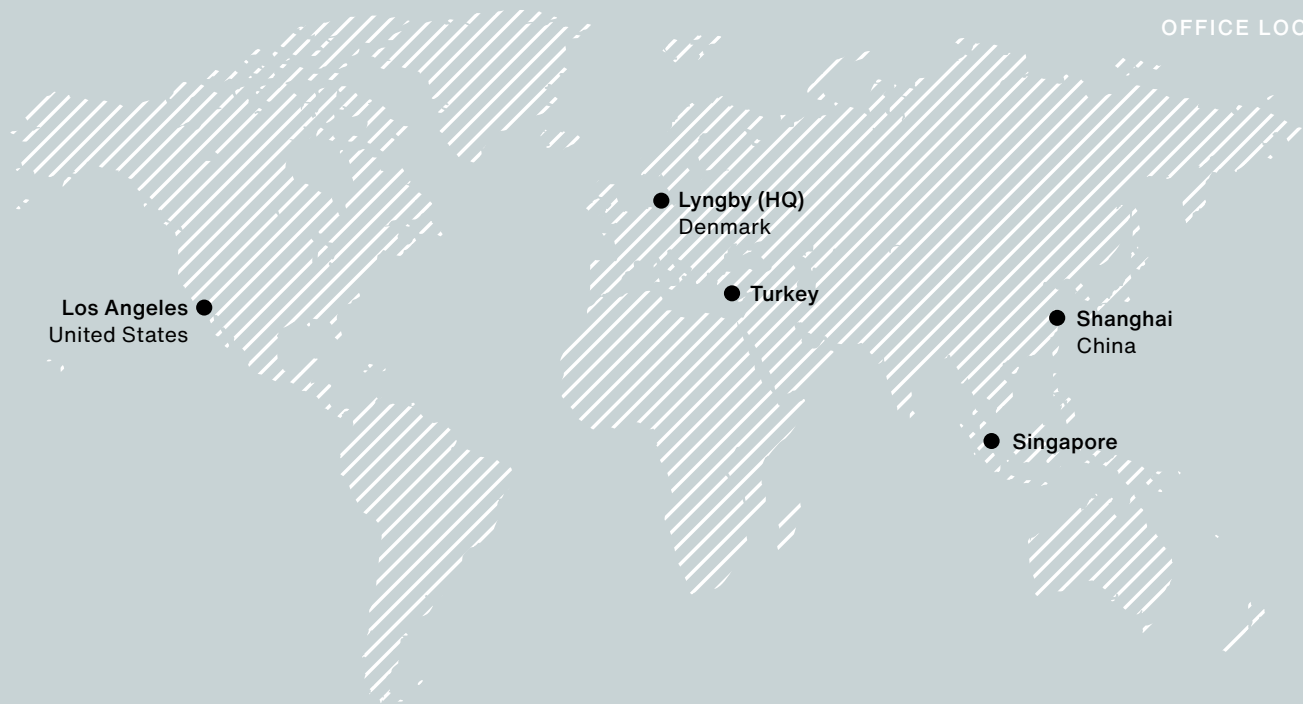 OFFICE LOC
Lyngby (HQ)
Denmark
Turkey
Los Angeles
United States
Shanghai
China
Singapore